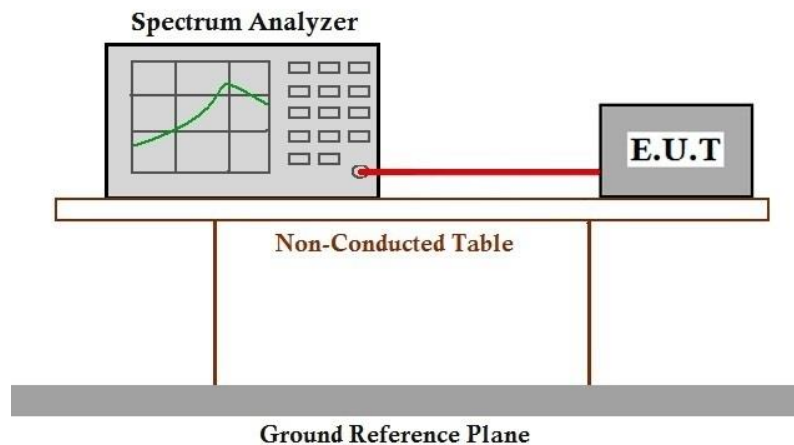 Spectrum Analyzer
E.U.T
Non-Conducted Table
Ground Reference Plane